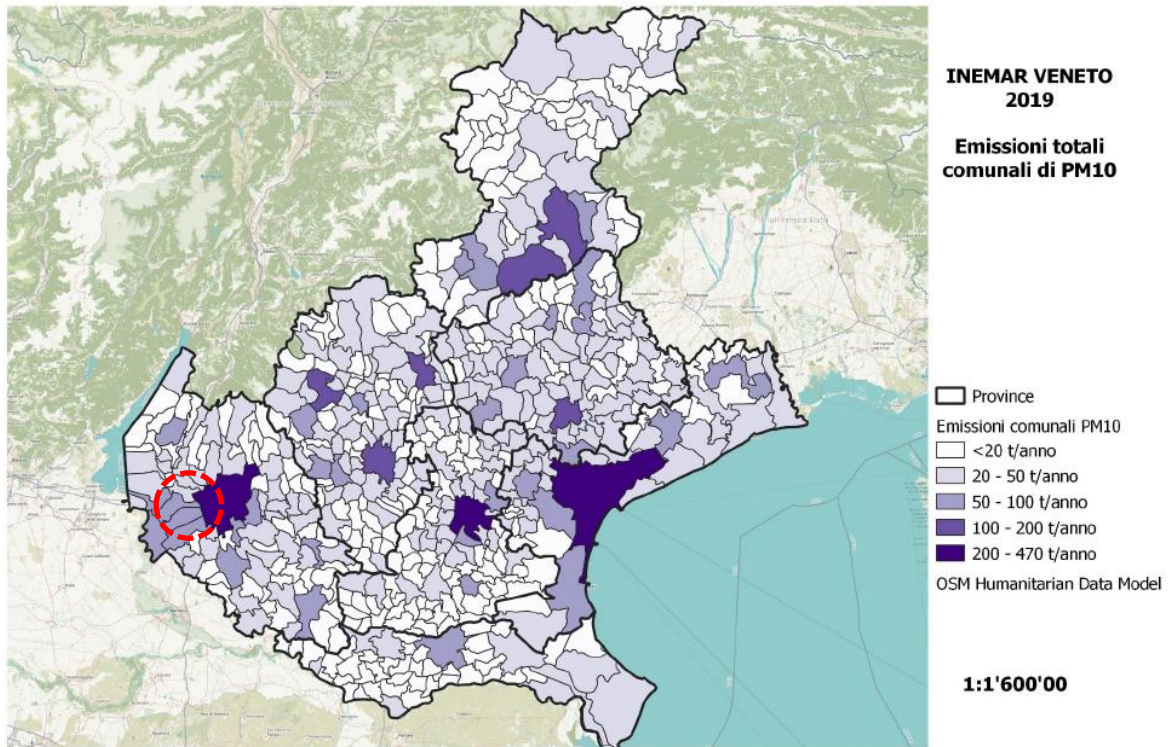 INEMAR VENETO
2019
Emissioni totali
comunali di PM10
Province
Emissioni comunali PM10
<20 t/anno
20 - 50 t/anno
50 - 100 t/anno
100 - 200 t/anno
200 - 470 t/anno
OSM Humanitarian Data Model
1:1'600'00